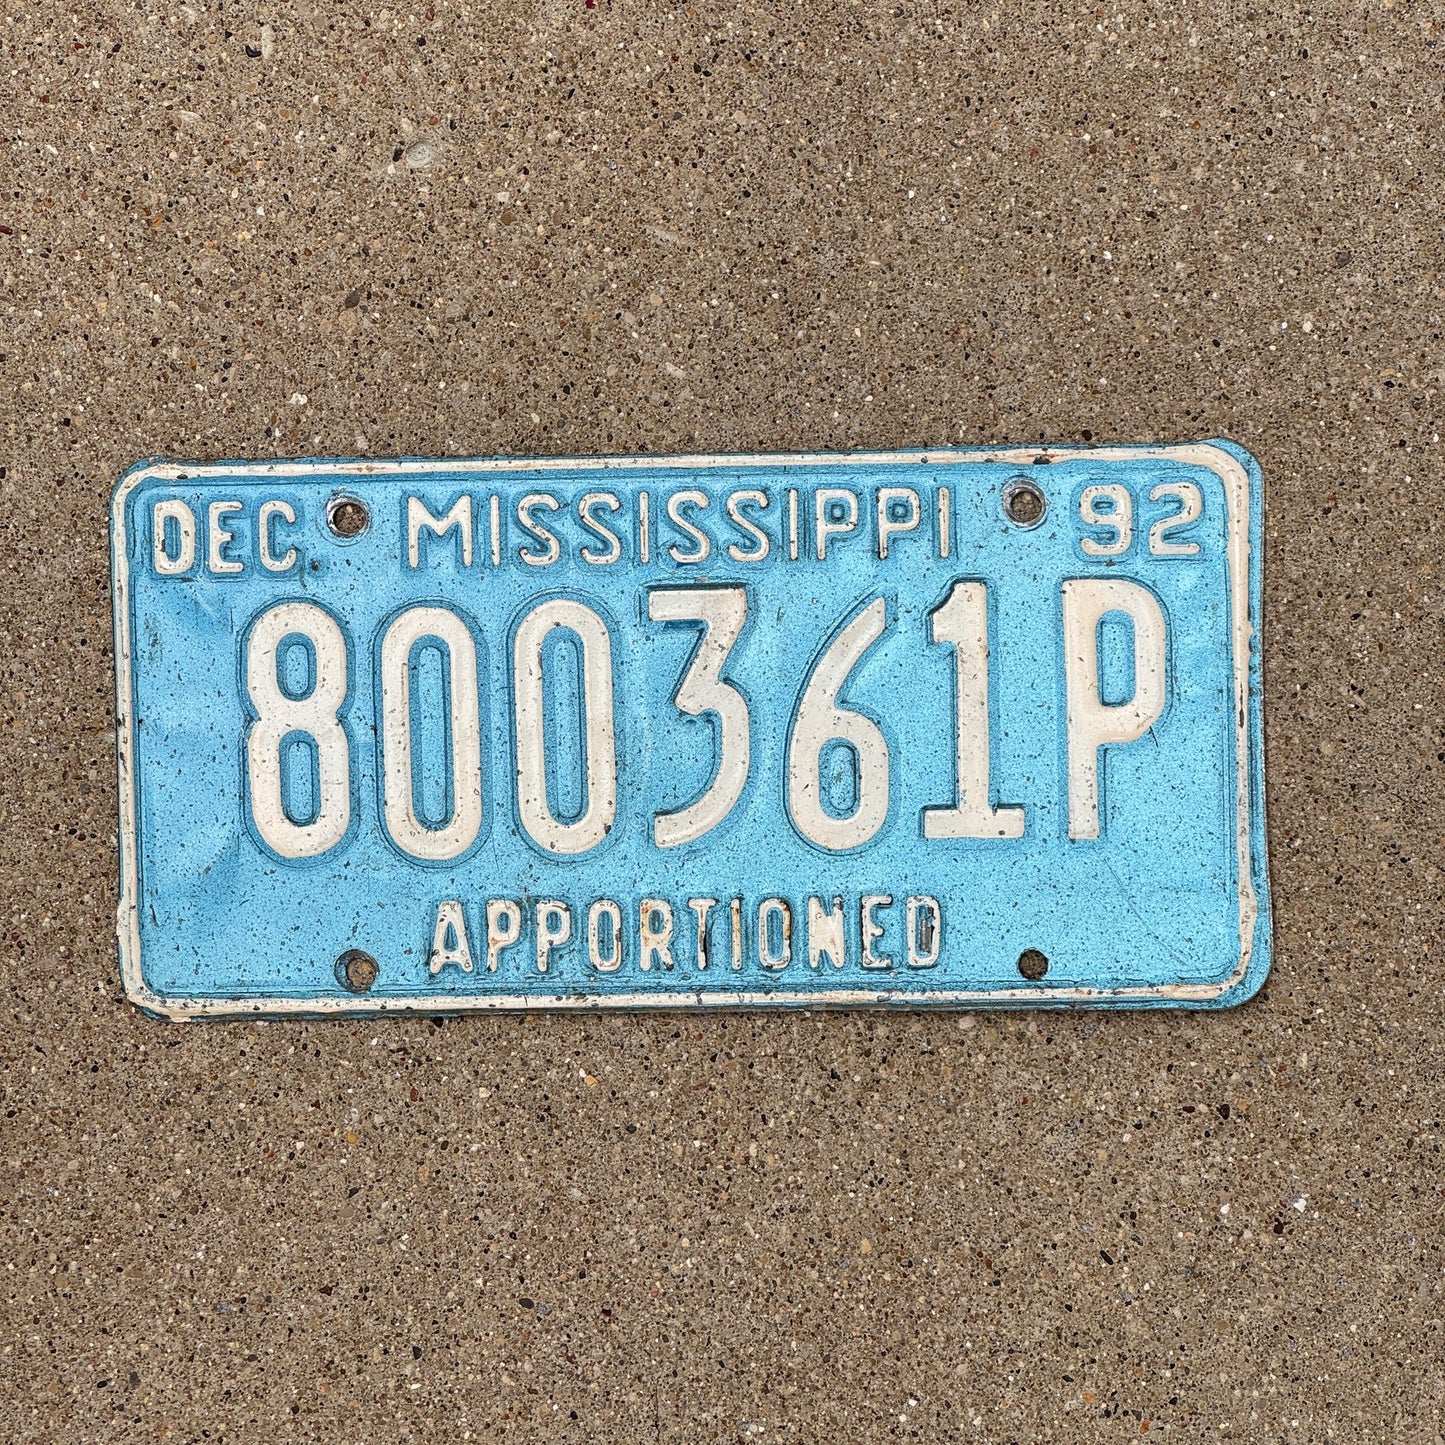 DEC. MISSISSIPPI 92
800361P
APPORTIONED